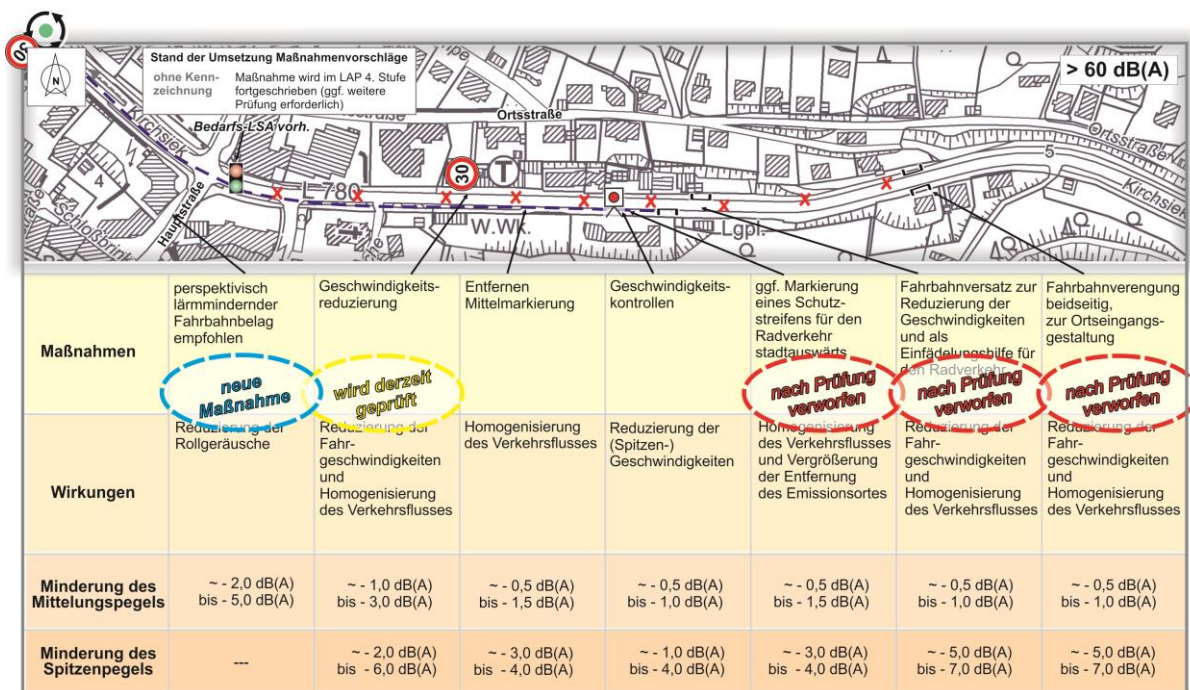 30
N
Stand der Umsetzung Maßnahmenvorschläge
ohne Kenn-
zeichnung
Maßnahme wird im LAP 4. Stufe
fortgeschrieben (ggf. weitere
Prüfung erforderlich)
> 60 dB(A)
Bedarfs-LSA vorh.
Ortsstraße
Ortsstraße
Hauptstraße
L 780
30
T
W.Wk.
Lgpl.
5
4
Maßnahmen
perspektivisch
lärmmindernder
Fahrbahnbelag
empfohlen
neue
Maßnahme
Geschwindigkeits-
reduzierung
wird derzeit
geprüft
Entfernen
Mittelmarkierung
Geschwindigkeits-
kontrollen
ggf. Markierung
eines Schutz-
streifens für den
Radverkehr
stadtauswärts
nach Prüfung
verworfen
Fahrbahnversatz zur
Reduzierung der
Geschwindigkeiten
und als
Einfädelungshilfe für
den Radverkehr
nach Prüfung
verworfen
Fahrbahnverengung
beidseitig,
zur Ortseingangs-
gestaltung
nach Prüfung
verworfen
Wirkungen
Reduzierung der
Rollgeräusche
Reduzierung der
Fahr-
geschwindigkeiten
und
Homogenisierung
des Verkehrsflusses
Homogenisierung
des Verkehrsflusses
Reduzierung der
(Spitzen-)
Geschwindigkeiten
Homogenisierung
des Verkehrsflusses
und Vergrößerung
der Entfernung
des Emissionsortes
Reduzierung der
Fahr-
geschwindigkeiten
und
Homogenisierung
des Verkehrsflusses
Reduzierung der
Fahr-
geschwindigkeiten
und
Homogenisierung
des Verkehrsflusses
Minderung des
Mittelungspegels
~ - 2,0 dB(A)
bis - 5,0 dB(A)
~ - 1,0 dB(A)
bis - 3,0 dB(A)
~ - 0,5 dB(A)
bis - 1,5 dB(A)
~ - 0,5 dB(A)
bis - 1,0 dB(A)
~ - 0,5 dB(A)
bis - 1,5 dB(A)
~ - 0,5 dB(A)
bis - 1,0 dB(A)
~ - 0,5 dB(A)
bis - 1,0 dB(A)
Minderung des
Spitzenpegels
---
~ - 2,0 dB(A)
bis - 6,0 dB(A)
~ - 3,0 dB(A)
bis - 4,0 dB(A)
~ - 1,0 dB(A)
bis - 4,0 dB(A)
~ - 3,0 dB(A)
bis - 4,0 dB(A)
~ - 5,0 dB(A)
bis - 7,0 dB(A)
~ - 5,0 dB(A)
bis - 7,0 dB(A)